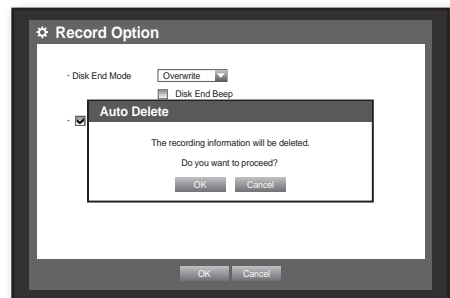 Record Option
· Disk End Mode Overwrite
Disk End Beep
Auto Delete
The recording information will be deleted.
Do you want to proceed?
OK Cancel
OK Cancel